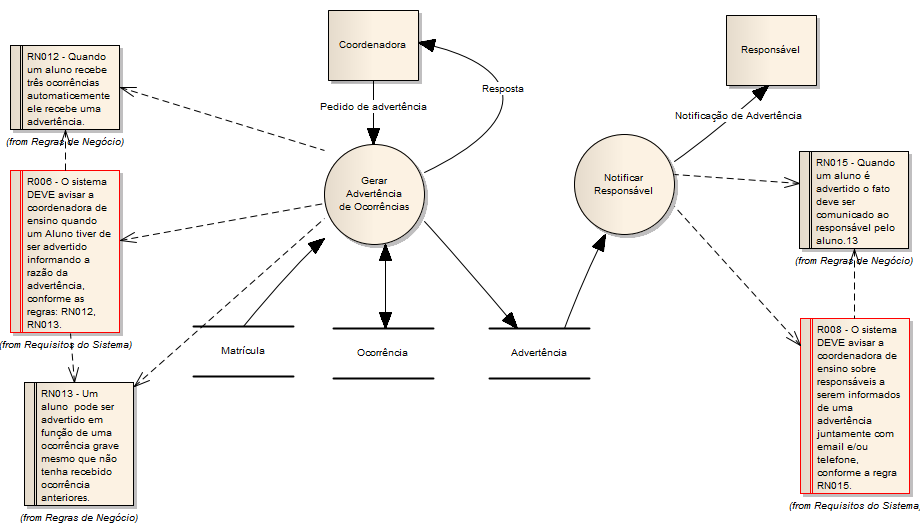 RN012 - Quando
um aluno recebe
três ocorrências
automaticemente
ele recebe uma
advertência.
(from Regras de Negócio)
R006 - O sistema
DEVE avisar a
coordenadora de
ensino quando
um Aluno tiver de
ser advertido
informando a
razão da
advertência,
conforme as
regras: RN012,
RN013.
(from Requisitos do Sistema)
RN013 - Um
aluno pode ser
advertido em
função de uma
ocorrência grave
mesmo que não
tenha recebido
ocorrência
anteriores.
(from Regras de Negócio)
Coordenadora
Pedido de advertência
Resposta
Gerar
Advertência
de Ocorrências
Matrícula
Ocorrência
Advertência
Notificar
Responsável
Notificação de Advertência
Responsável
RN015 - Quando
um aluno é
advertido o fato
deve ser
comunicado ao
responsável pelo
aluno.13
(from Regras de Negócio)
R008 - O sistema
DEVE avisar a
coordenadora de
ensino sobre
responsáveis a
serem informados
de uma
advertência
juntamente com
email e/ou
telefone,
conforme a regra
RN015.
(from Requisitos do Sistema)